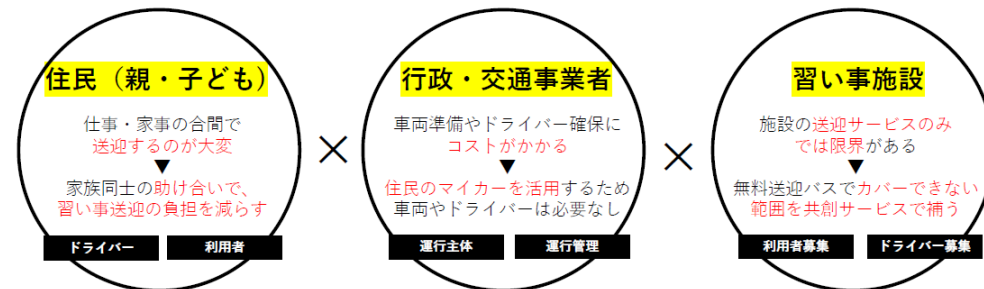 住民（親・子ども）
仕事・家事の合間で
送迎するのが大変
▼
家族同士の助け合いで、
習い事送迎の負担を減らす
ドライバー
利用者
×
行政・交通事業者
車両準備やドライバー確保に
コストがかかる
▼
住民のマイカーを活用するため
車両やドライバーは必要なし
運行主体
運行管理
×
習い事施設
施設の送迎サービスのみ
では限界がある
▼
無料送迎バスでカバーできない
範囲を共創サービスで補う
利用者募集
ドライバー募集